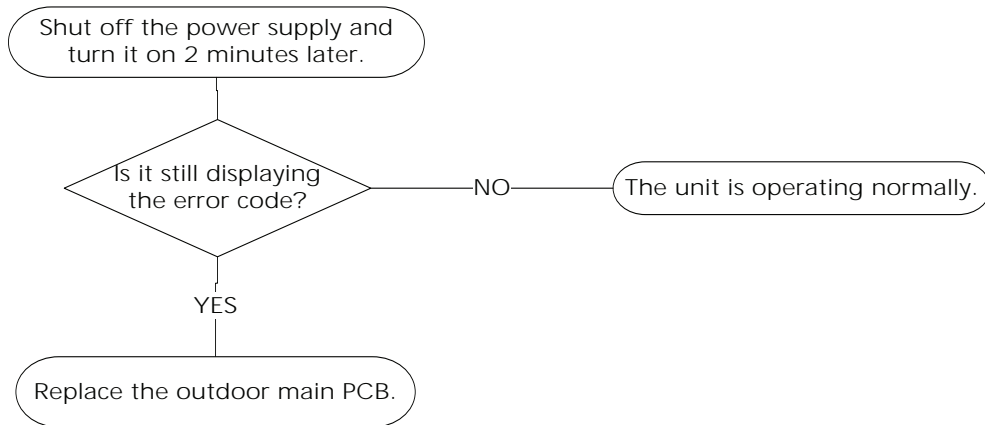 Shut off the power supply and
turn it on 2 minutes later.
Is it still displaying
the error code?
NO
The unit is operating normally.
YES
Replace the outdoor main PCB.